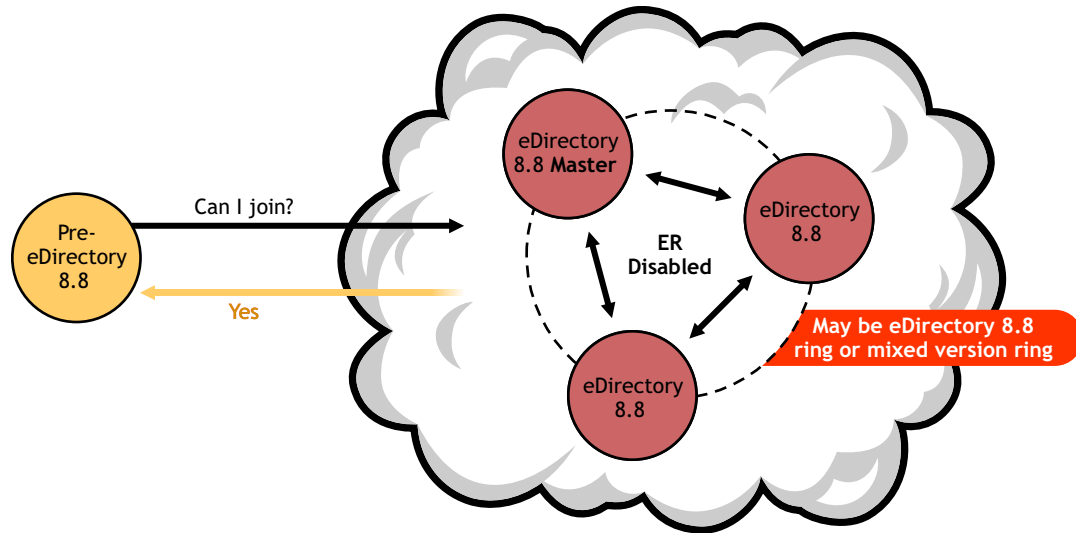 eDirectory
8.8 Master
Can I join?
Pre-
eDirectory
8.8
eDirectory
8.8
ER
Disabled
Yes
May be eDirectory 8.8
ring or mixed version ring
eDirectory
8.8